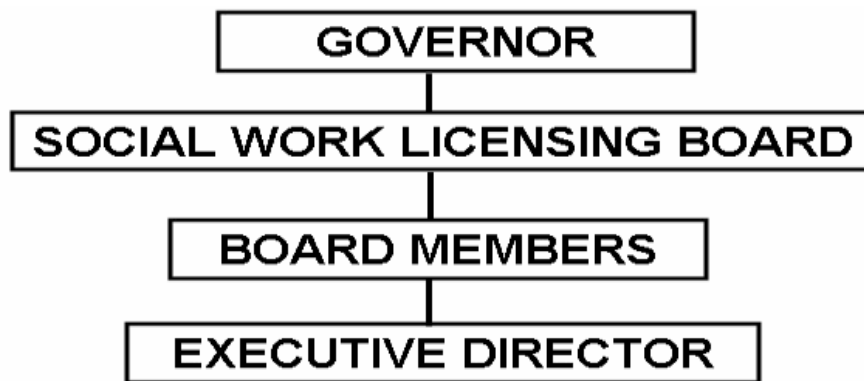 GOVERNOR
SOCIAL WORK LICENSING BOARD
BOARD MEMBERS
EXECUTIVE DIRECTOR